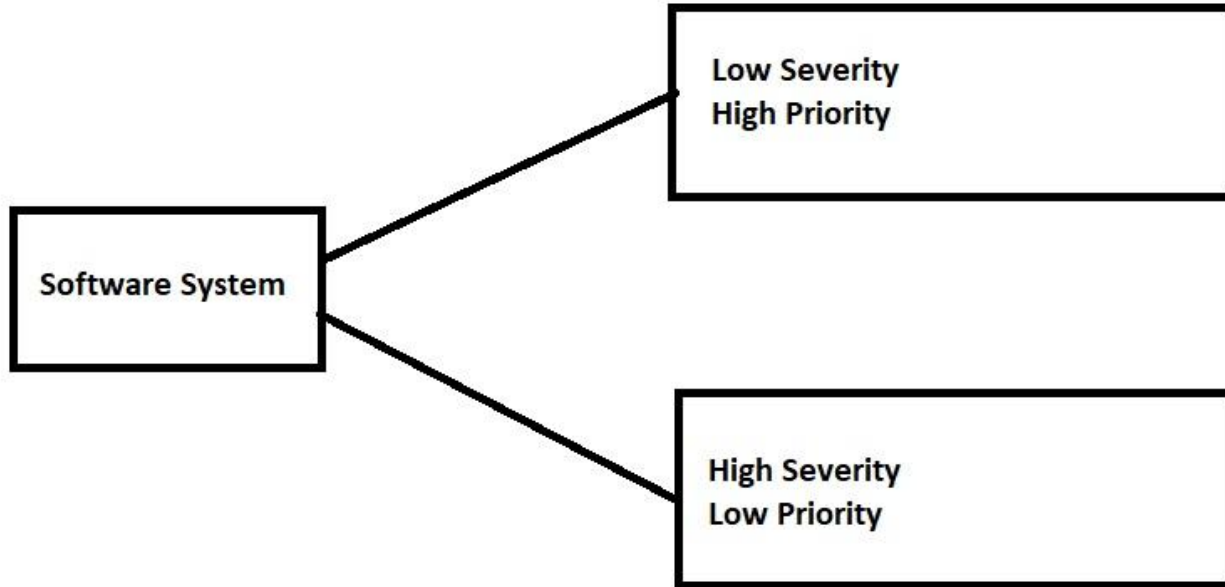 Low Severity
High Priority
Software System
High Severity
Low Priority